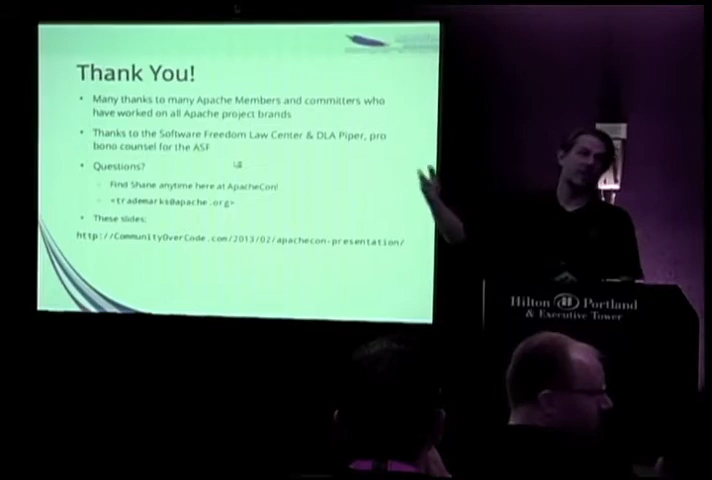 Thank You!
• Many thanks to many Apache Members and committers who
have worked on all Apache project brands
• Thanks to the Software Freedom Law Center & DLA Piper, pro
bono counsel for the ASF
• Questions?
– Find Shane anytime here at ApacheCon!
– <trademarks@apache.org>
• These slides:
http://CommunityOverCode.com/2013/02/apachecon-presentation/
Hilton Portland
& Executive Tower